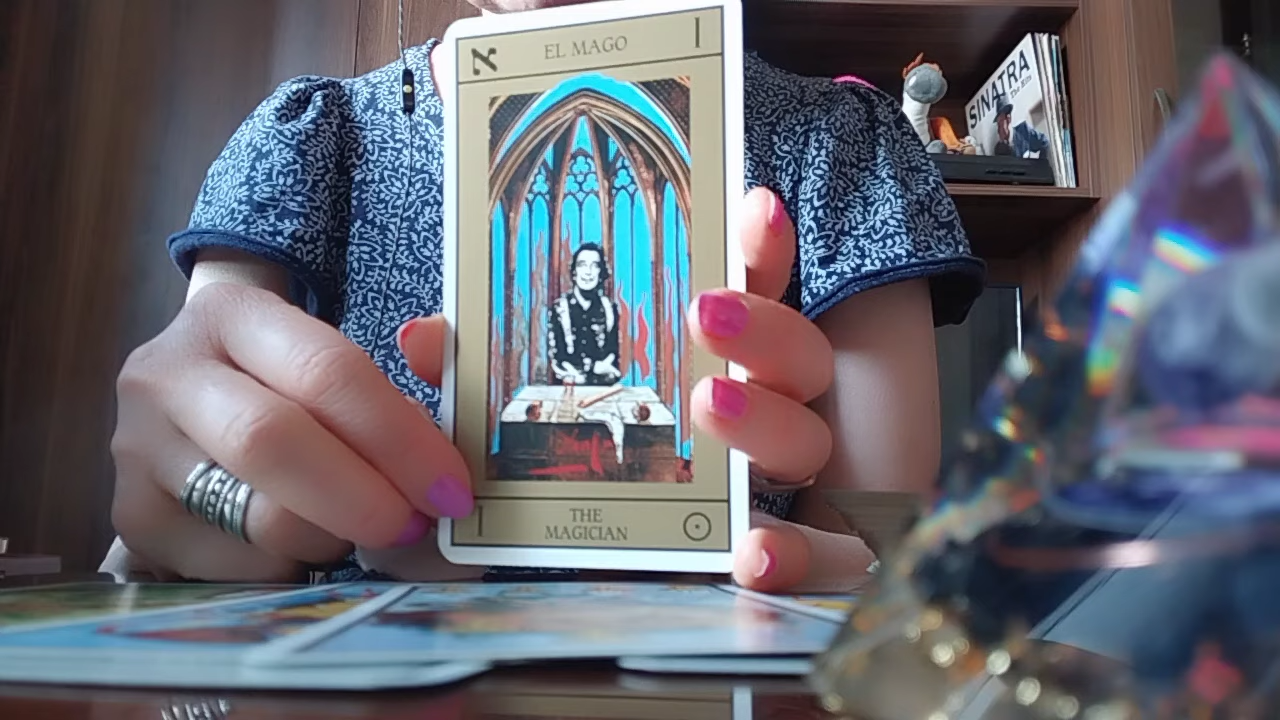 א
EL MAGO
I
I
THE
MAGICIAN
SINATRA